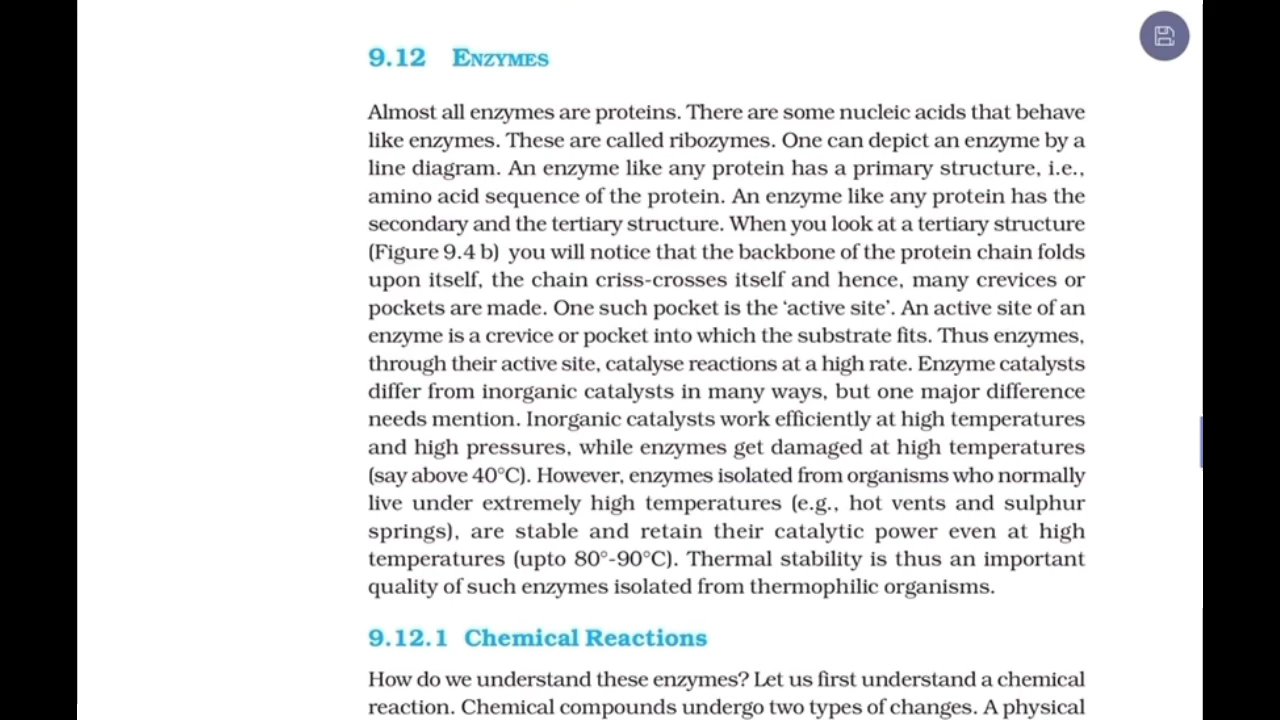 9.12 ENZYMES
Almost all enzymes are proteins. There are some nucleic acids that behave
like enzymes. These are called ribozymes. One can depict an enzyme by a
line diagram. An enzyme like any protein has a primary structure, i.e.,
amino acid sequence of the protein. An enzyme like any protein has the
secondary and the tertiary structure. When you look at a tertiary structure
(Figure 9.4 b) you will notice that the backbone of the protein chain folds
upon itself, the chain criss-crosses itself and hence, many crevices or
pockets are made. One such pocket is the ‘active site’. An active site of an
enzyme is a crevice or pocket into which the substrate fits. Thus enzymes,
through their active site, catalyse reactions at a high rate. Enzyme catalysts
differ from inorganic catalysts in many ways, but one major difference
needs mention. Inorganic catalysts work efficiently at high temperatures
and high pressures, while enzymes get damaged at high temperatures
(say above 40°C). However, enzymes isolated from organisms who normally
live under extremely high temperatures (e.g., hot vents and sulphur
springs), are stable and retain their catalytic power even at high
temperatures (upto 80°-90°C). Thermal stability is thus an important
quality of such enzymes isolated from thermophilic organisms.
9.12.1 Chemical Reactions
How do we understand these enzymes? Let us first understand a chemical
reaction. Chemical compounds undergo two types of changes. A physical